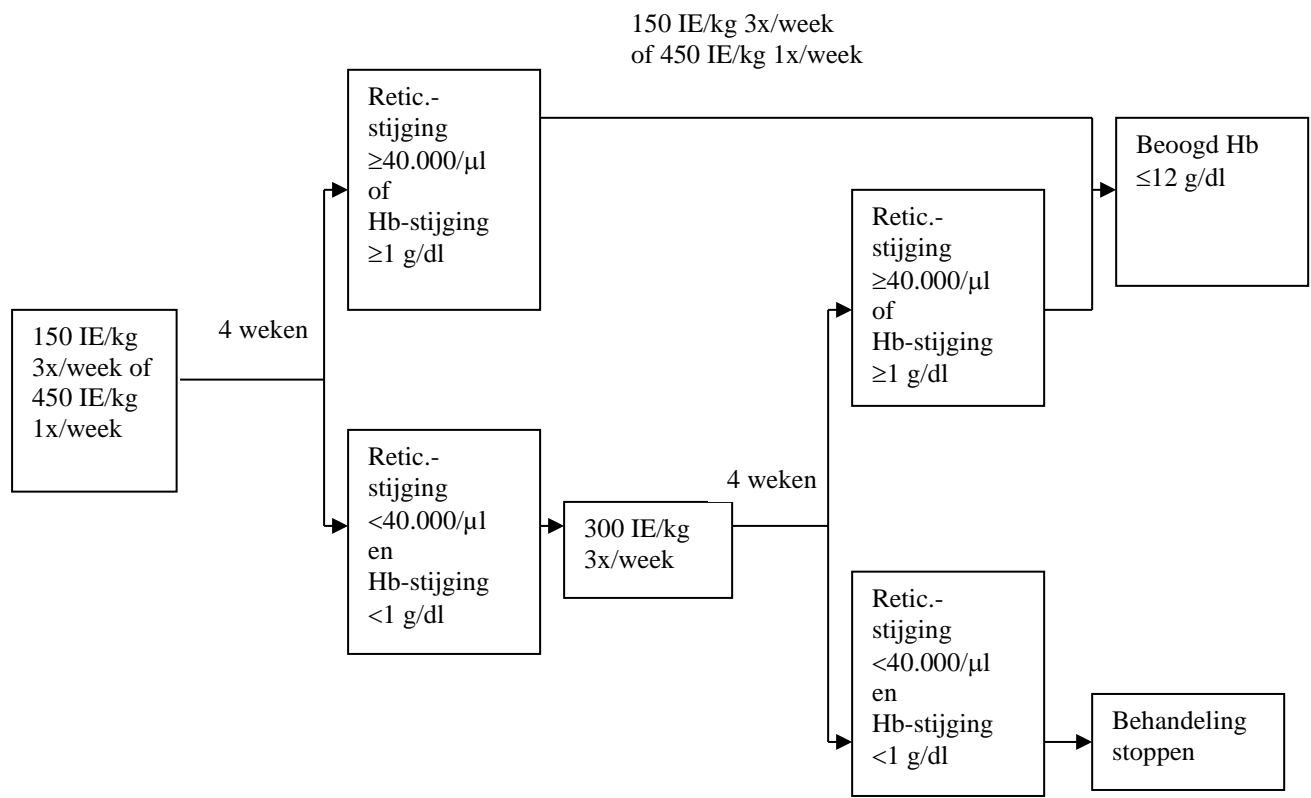 150 IE/kg 3x/week
of 450 IE/kg 1x/week
Retic.-
stijging
≥40.000/μl
of
Hb-stijging
≥1 g/dl
Beoogd Hb
≤12 g/dl
Retic.-
stijging
≥40.000/μl
of
Hb-stijging
≥1 g/dl
150 IE/kg
3x/week of
450 IE/kg
1x/week
4 weken
Retic.-
stijging
<40.000/μl
en
Hb-stijging
<1 g/dl
300 IE/kg
3x/week
4 weken
Retic.-
stijging
<40.000/μl
en
Hb-stijging
<1 g/dl
Behandeling
stoppen